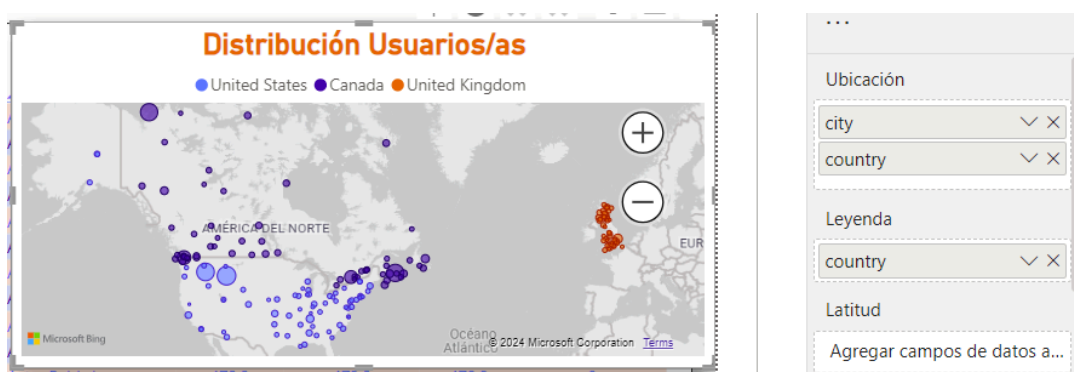 Distribución Usuarios/as
United States Canada United Kingdom
AMÉRICA DEL NORTE
EUR
Océano
Atlántico
Microsoft Bing
© 2024 Microsoft Corporation Terms
...
Ubicación
city
country
Leyenda
country
Latitud
Agregar campos de datos a...